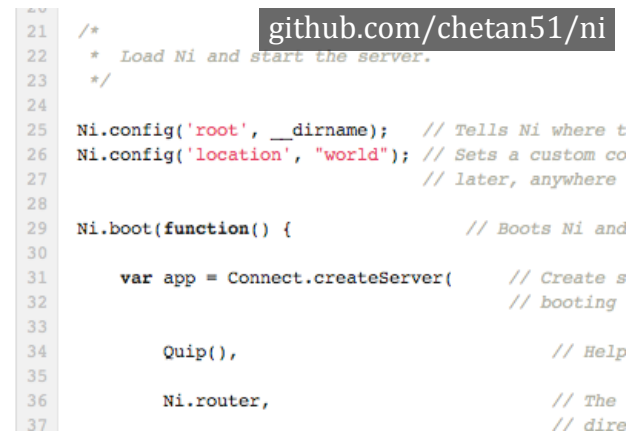 github.com/chetan51/ni
21 /*
22 * Load Ni and start the server.
23 */
24
25 Ni.config('root', __dirname); // Tells Ni where t
26 Ni.config('location', "world"); // Sets a custom co
27 // later, anywhere
28
29 Ni.boot(function() { // Boots Ni and
30
31 var app = Connect.createServer( // Create s
32 // booting
33
34 Quip(), // Help
35
36 Ni.router, // The
37 // dire